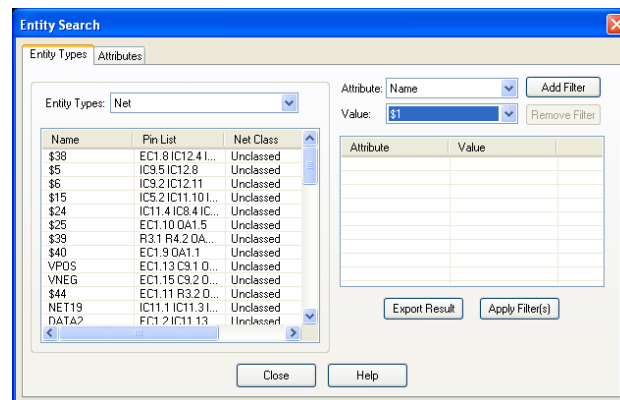 Entity Search
Entity Types Attributes
Entity Types: Net
Name Pin List Net Class
$38 EC1.8 IC12.4 I... Unclassed
$5 IC9.5 IC12.8 Unclassed
$6 IC9.2 IC12.11 Unclassed
$15 IC5.2 IC11.10 I... Unclassed
$24 IC11.4 IC8.4 IC... Unclassed
$25 EC1.10 OA1.5 Unclassed
$39 R3.1 R4.2 OA... Unclassed
$40 EC1.9 OA1.1 Unclassed
VPOS EC1.13 C9.1 O... Unclassed
VNEG EC1.15 C9.2 O... Unclassed
$44 EC1.11 R3.2 O... Unclassed
NET19 IC11.1 IC11.3 I... Unclassed
DATA2 EC1.2 IC11.13 Unclassed
Attribute: Name Add Filter
Value: $1 Remove Filter
Attribute Value
Export Result Apply Filter(s)
Close Help